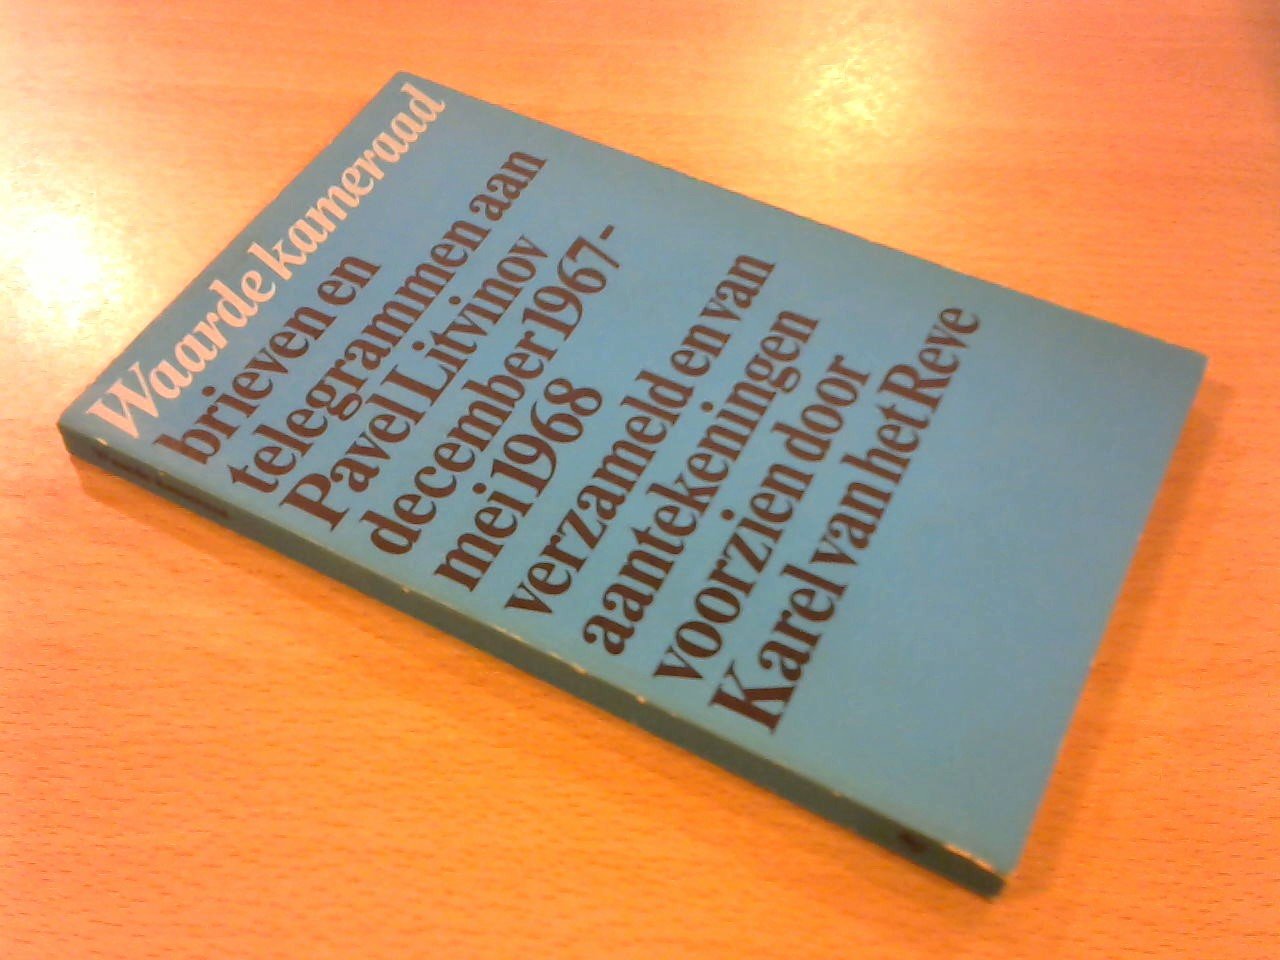 Waarde kameraad
brieven en
telegrammen aan
Pavel Litvinov
december 1967-
mei 1968
verzameld en van
aantekeningen
voorzien door
Karel van het Reve